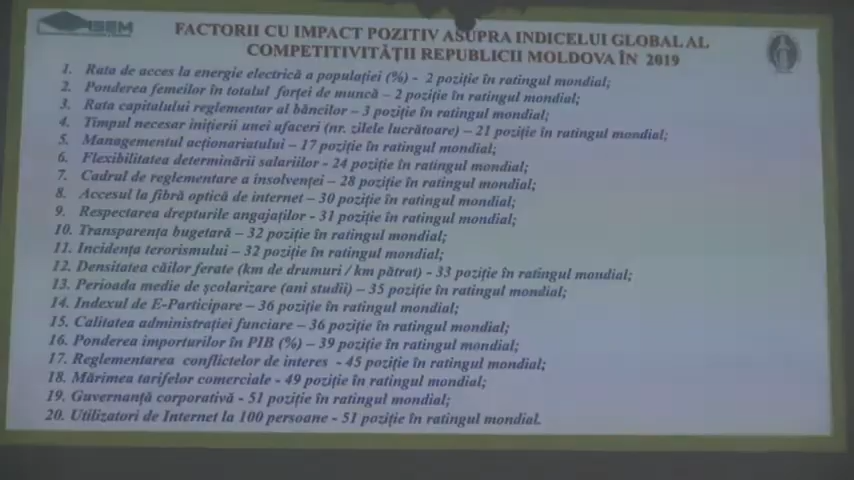 ASEM
FACTORII CU IMPACT POZITIV ASUPRA INDICELUI GLOBAL AL
COMPETITIVITĂȚII REPUBLICII MOLDOVA ÎN 2019
1. Rata de acces la energie electrică a populației (%) - 2 poziție în ratingul mondial;
2. Ponderea femeilor în totalul forței de muncă – 2 poziție în ratingul mondial;
3. Rata capitalului reglementar al băncilor – 3 poziție în ratingul mondial;
4. Timpul necesar inițierii unei afaceri (nr. zilele lucrătoare) – 21 poziție în ratingul mondial;
5. Managementul acționariatului – 17 poziție în ratingul mondial;
6. Flexibilitatea determinării salariilor - 24 poziție în ratingul mondial;
7. Cadrul de reglementare a insolvenței – 28 poziție în ratingul mondial;
8. Accesul la fibră optică de internet – 30 poziție în ratingul mondial;
9. Respectarea drepturile angajaților - 31 poziție în ratingul mondial;
10. Transparența bugetară – 32 poziție în ratingul mondial;
11. Incidența terorismului – 32 poziție în ratingul mondial;
12. Densitatea căilor ferate (km de drumuri / km pătrat) - 33 poziție în ratingul mondial;
13. Perioada medie de școlarizare (ani studii) – 35 poziție în ratingul mondial;
14. Indexul de E-Participare – 36 poziție în ratingul mondial;
15. Calitatea administrației funciare – 36 poziție în ratingul mondial;
16. Ponderea importurilor în PIB (%) – 39 poziție în ratingul mondial;
17. Reglementarea conflictelor de interes - 45 poziție în ratingul mondial;
18. Mărimea tarifelor comerciale - 49 poziție în ratingul mondial;
19. Guvernanță corporativă - 51 poziție în ratingul mondial;
20. Utilizatori de Internet la 100 persoane - 51 poziție în ratingul mondial.